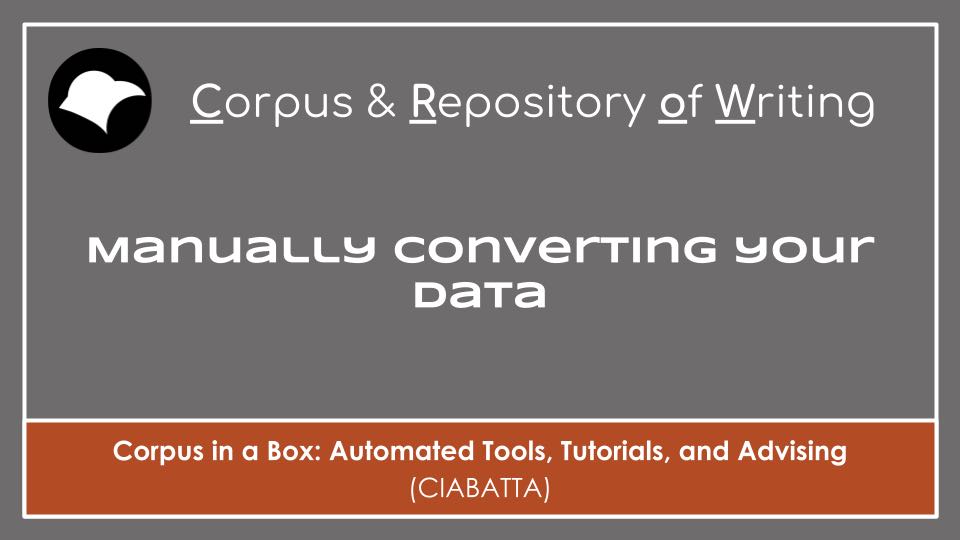 Corpus & Repository of Writing
Manually converting your
Data
Corpus in a Box: Automated Tools, Tutorials, and Advising
(CIABATTA)